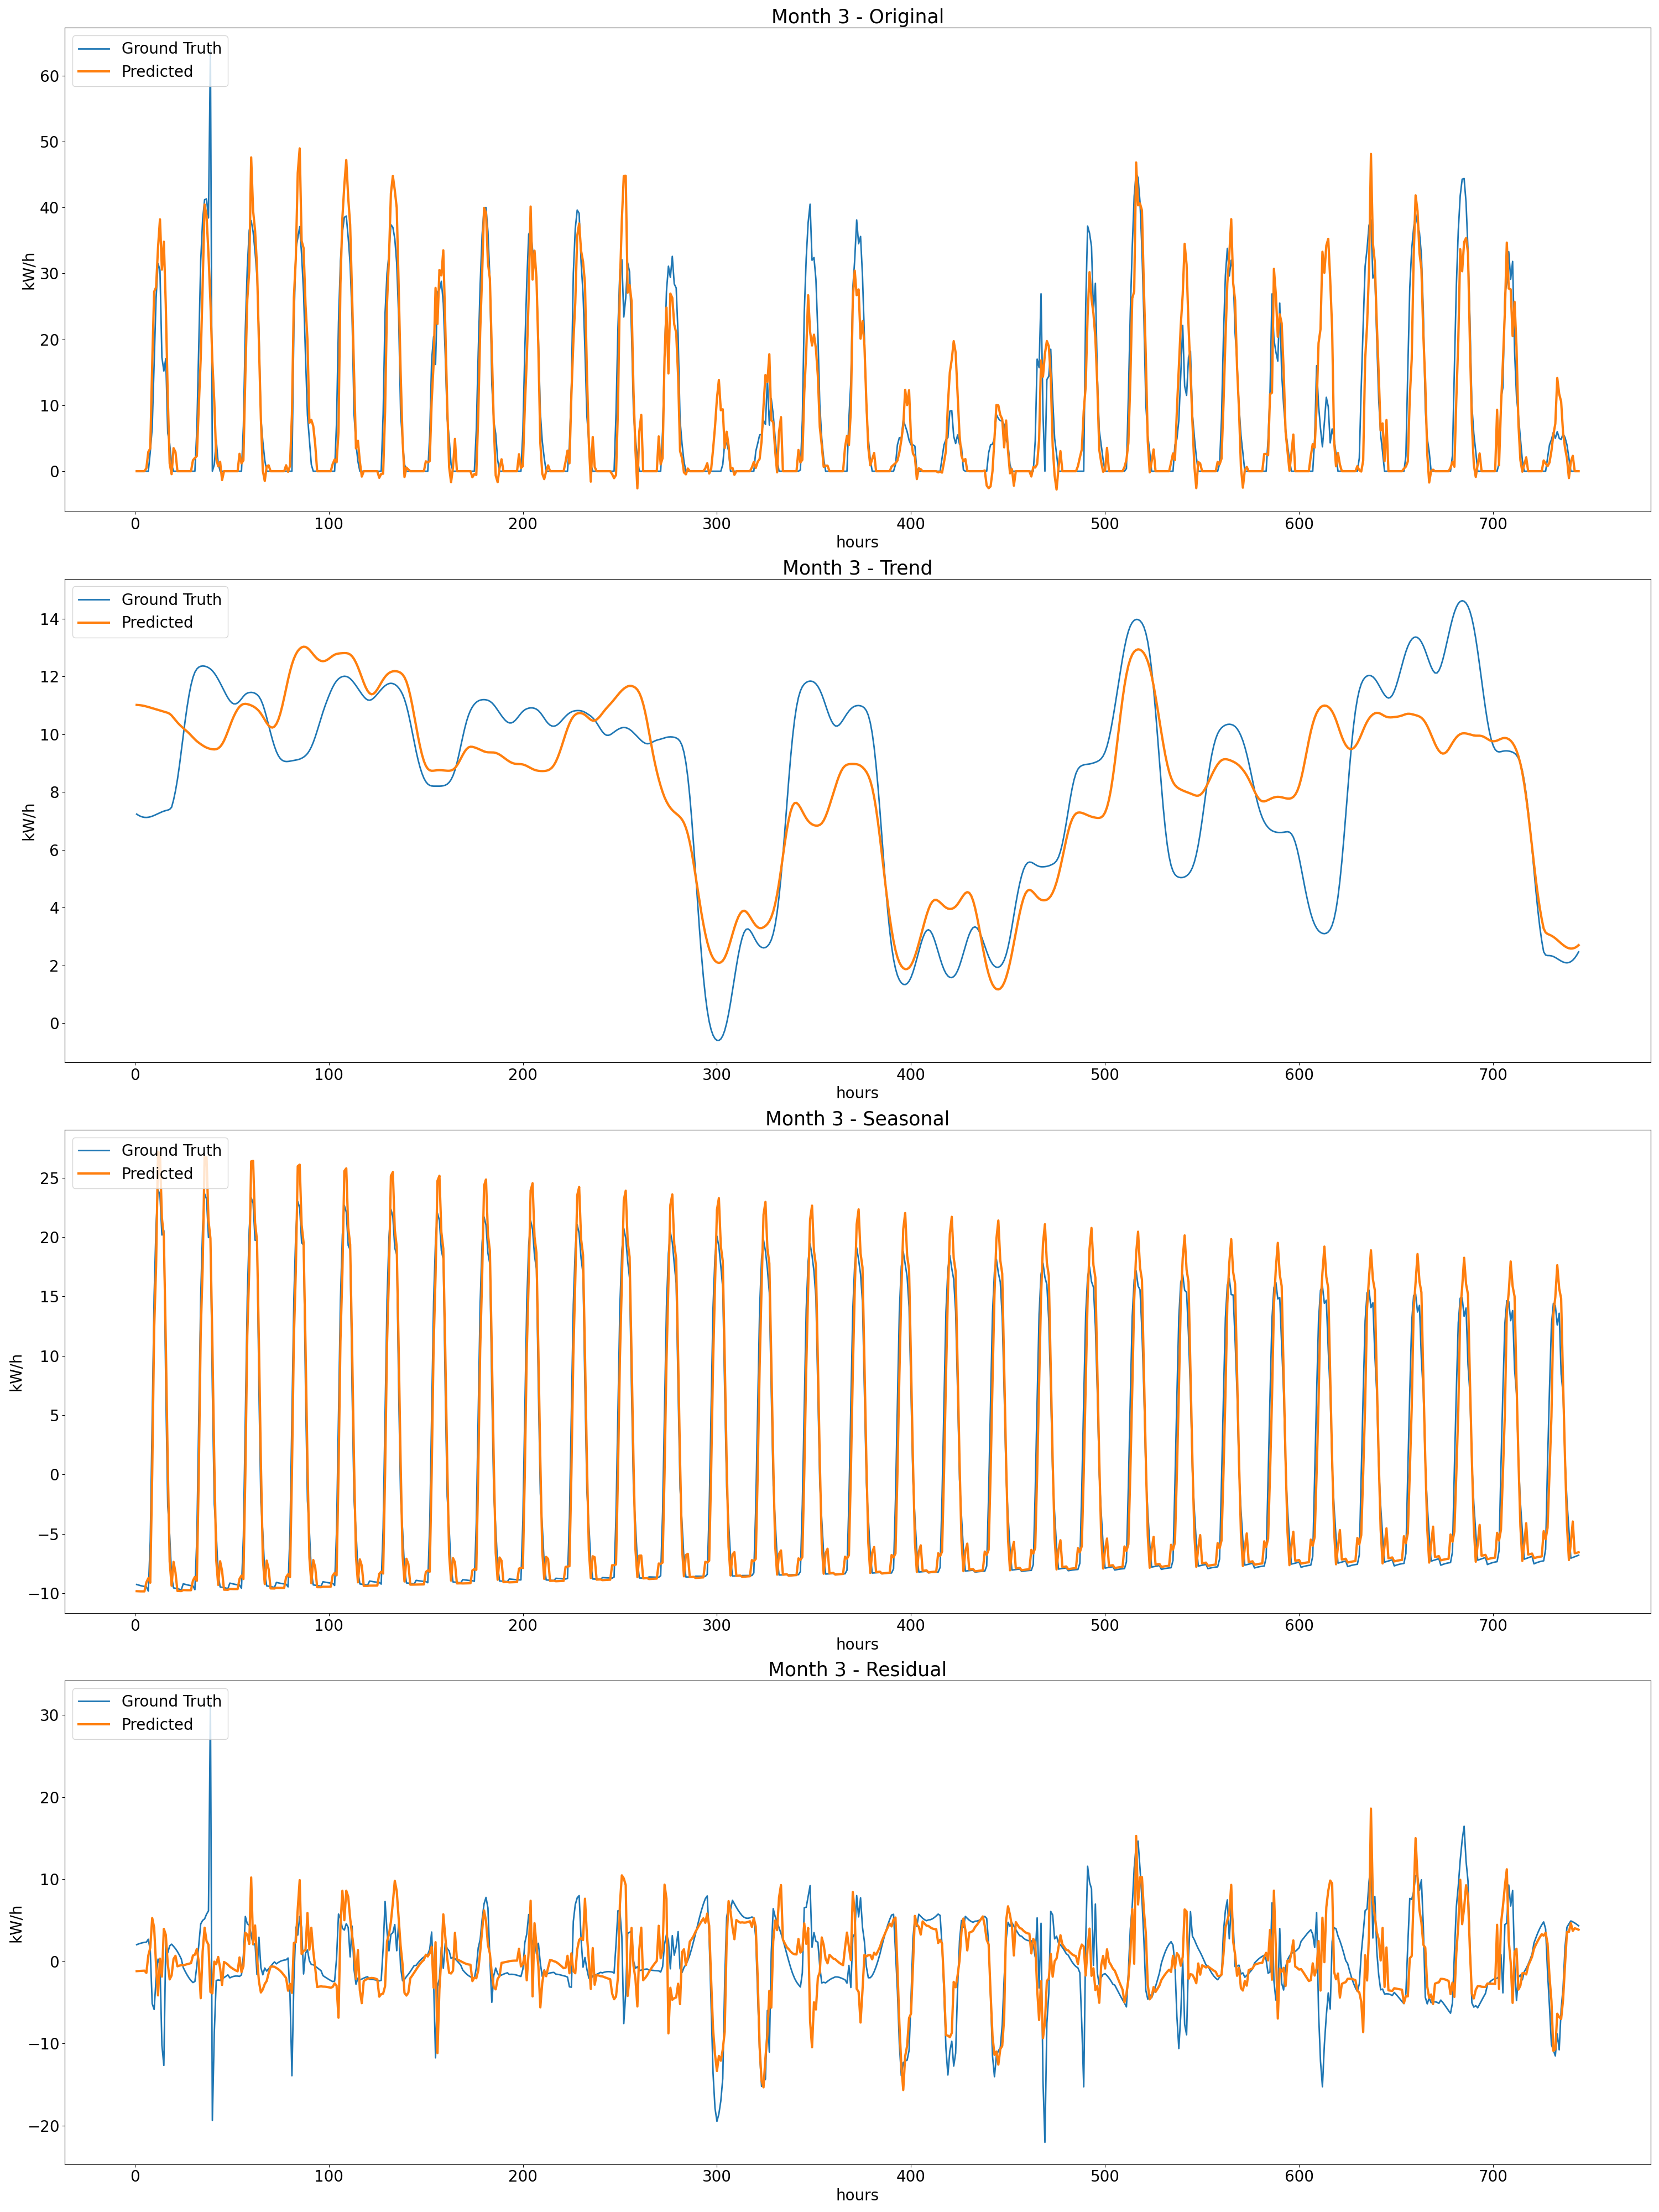 Month 3 - Original
Ground Truth
Predicted
60
50
40
30
20
10
0
kW/h
0 100 200 300 400 500 600 700
hours
Month 3 - Trend
Ground Truth
Predicted
14
12
10
8
6
4
2
0
kW/h
0 100 200 300 400 500 600 700
hours
Month 3 - Seasonal
Ground Truth
Predicted
25
20
15
10
5
0
−5
−10
kW/h
0 100 200 300 400 500 600 700
hours
Month 3 - Residual
Ground Truth
Predicted
30
20
10
0
−10
−20
kW/h
0 100 200 300 400 500 600 700
hours